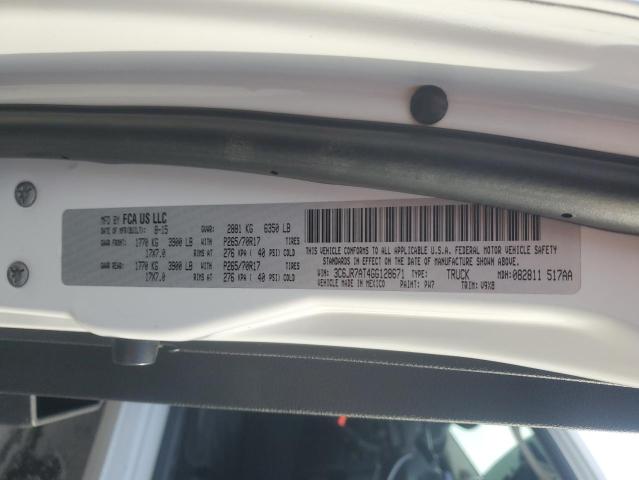 MFD BY FCA US LLC
DATE OF MFR(BUILT): 8-15 GVWR: 2881 KG 6350 LB
GAWR FRONT: 1770 KG 3900 LB WITH P265/70R17 TIRES
17X7.0 RIMS AT 276 KPA ( 40 PSI) COLD
GAWR REAR: 1770 KG 3900 LB WITH P265/70R17 TIRES
17X7.0 RIMS AT 276 KPA ( 40 PSI) COLD
THIS VEHICLE CONFORMS TO ALL APPLICABLE U.S.A. FEDERAL MOTOR VEHICLE SAFETY
STANDARDS IN EFFECT ON THE DATE OF MANUFACTURE SHOWN ABOVE.
VIN: 3C6JR7AT4GG128671 TYPE: TRUCK MDH: 082811 517AA
VEHICLE MADE IN MEXICO PAINT: PW7 TRIM: V9X8